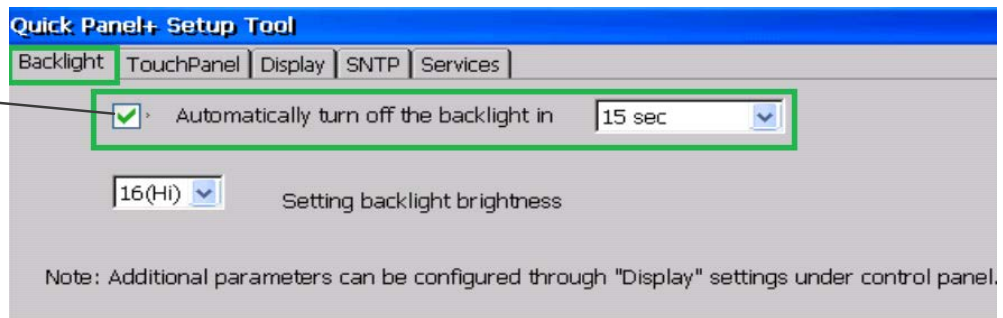 Quick Panel+ Setup Tool
Backlight TouchPanel Display SNTP Services
Automatically turn off the backlight in 15 sec
16(Hi) Setting backlight brightness
Note: Additional parameters can be configured through "Display" settings under control panel.